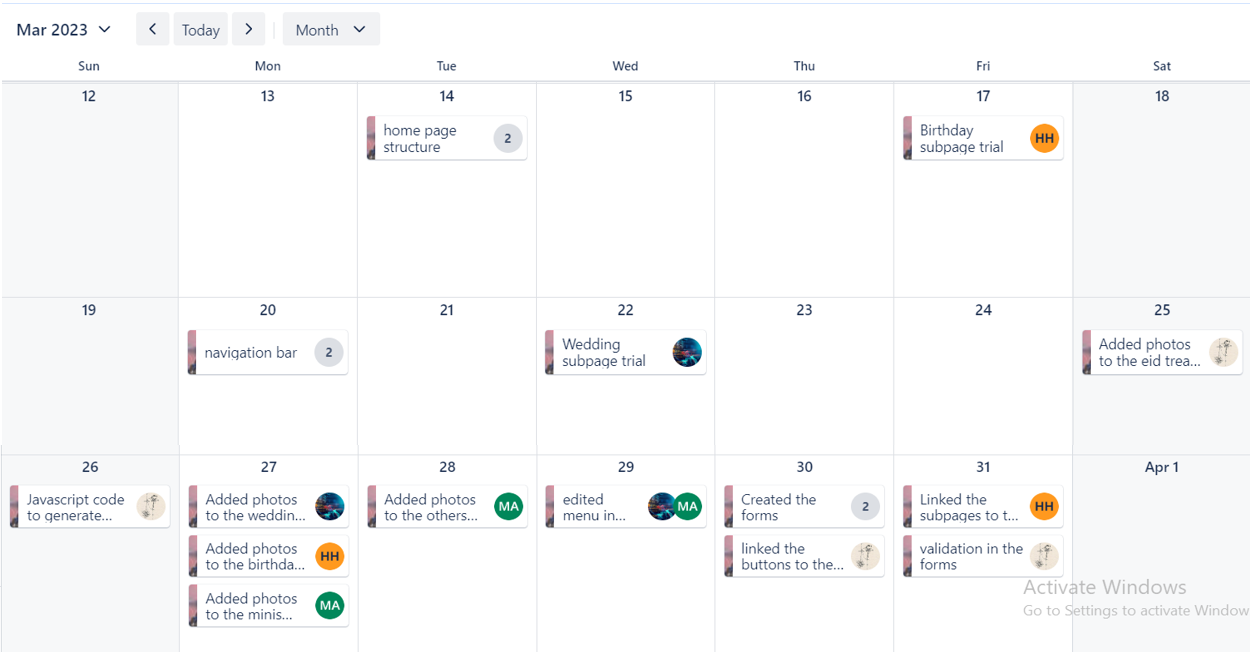 Mar 2023
Today
Month
Sun Mon Tue Wed Thu Fri Sat
12 13 14 15 16 17 18
home page
structure
2
Birthday
subpage trial
HH
19 20 21 22 23 24 25
navigation bar
2
Wedding
subpage trial
Added photos
to the eid trea...
26 27 28 29 30 31 Apr 1
Javascript code
to generate...
Added photos
to the weddin...
Added photos
to the birthda...
HH
Added photos
to the minis...
MA
Added photos
to the others...
MA
edited
menu in...
MA
Created the
forms
2
linked the
buttons to the...
Linked the
subpages to t...
HH
validation in the
forms
Activate Windows
Go to Settings to activate Window